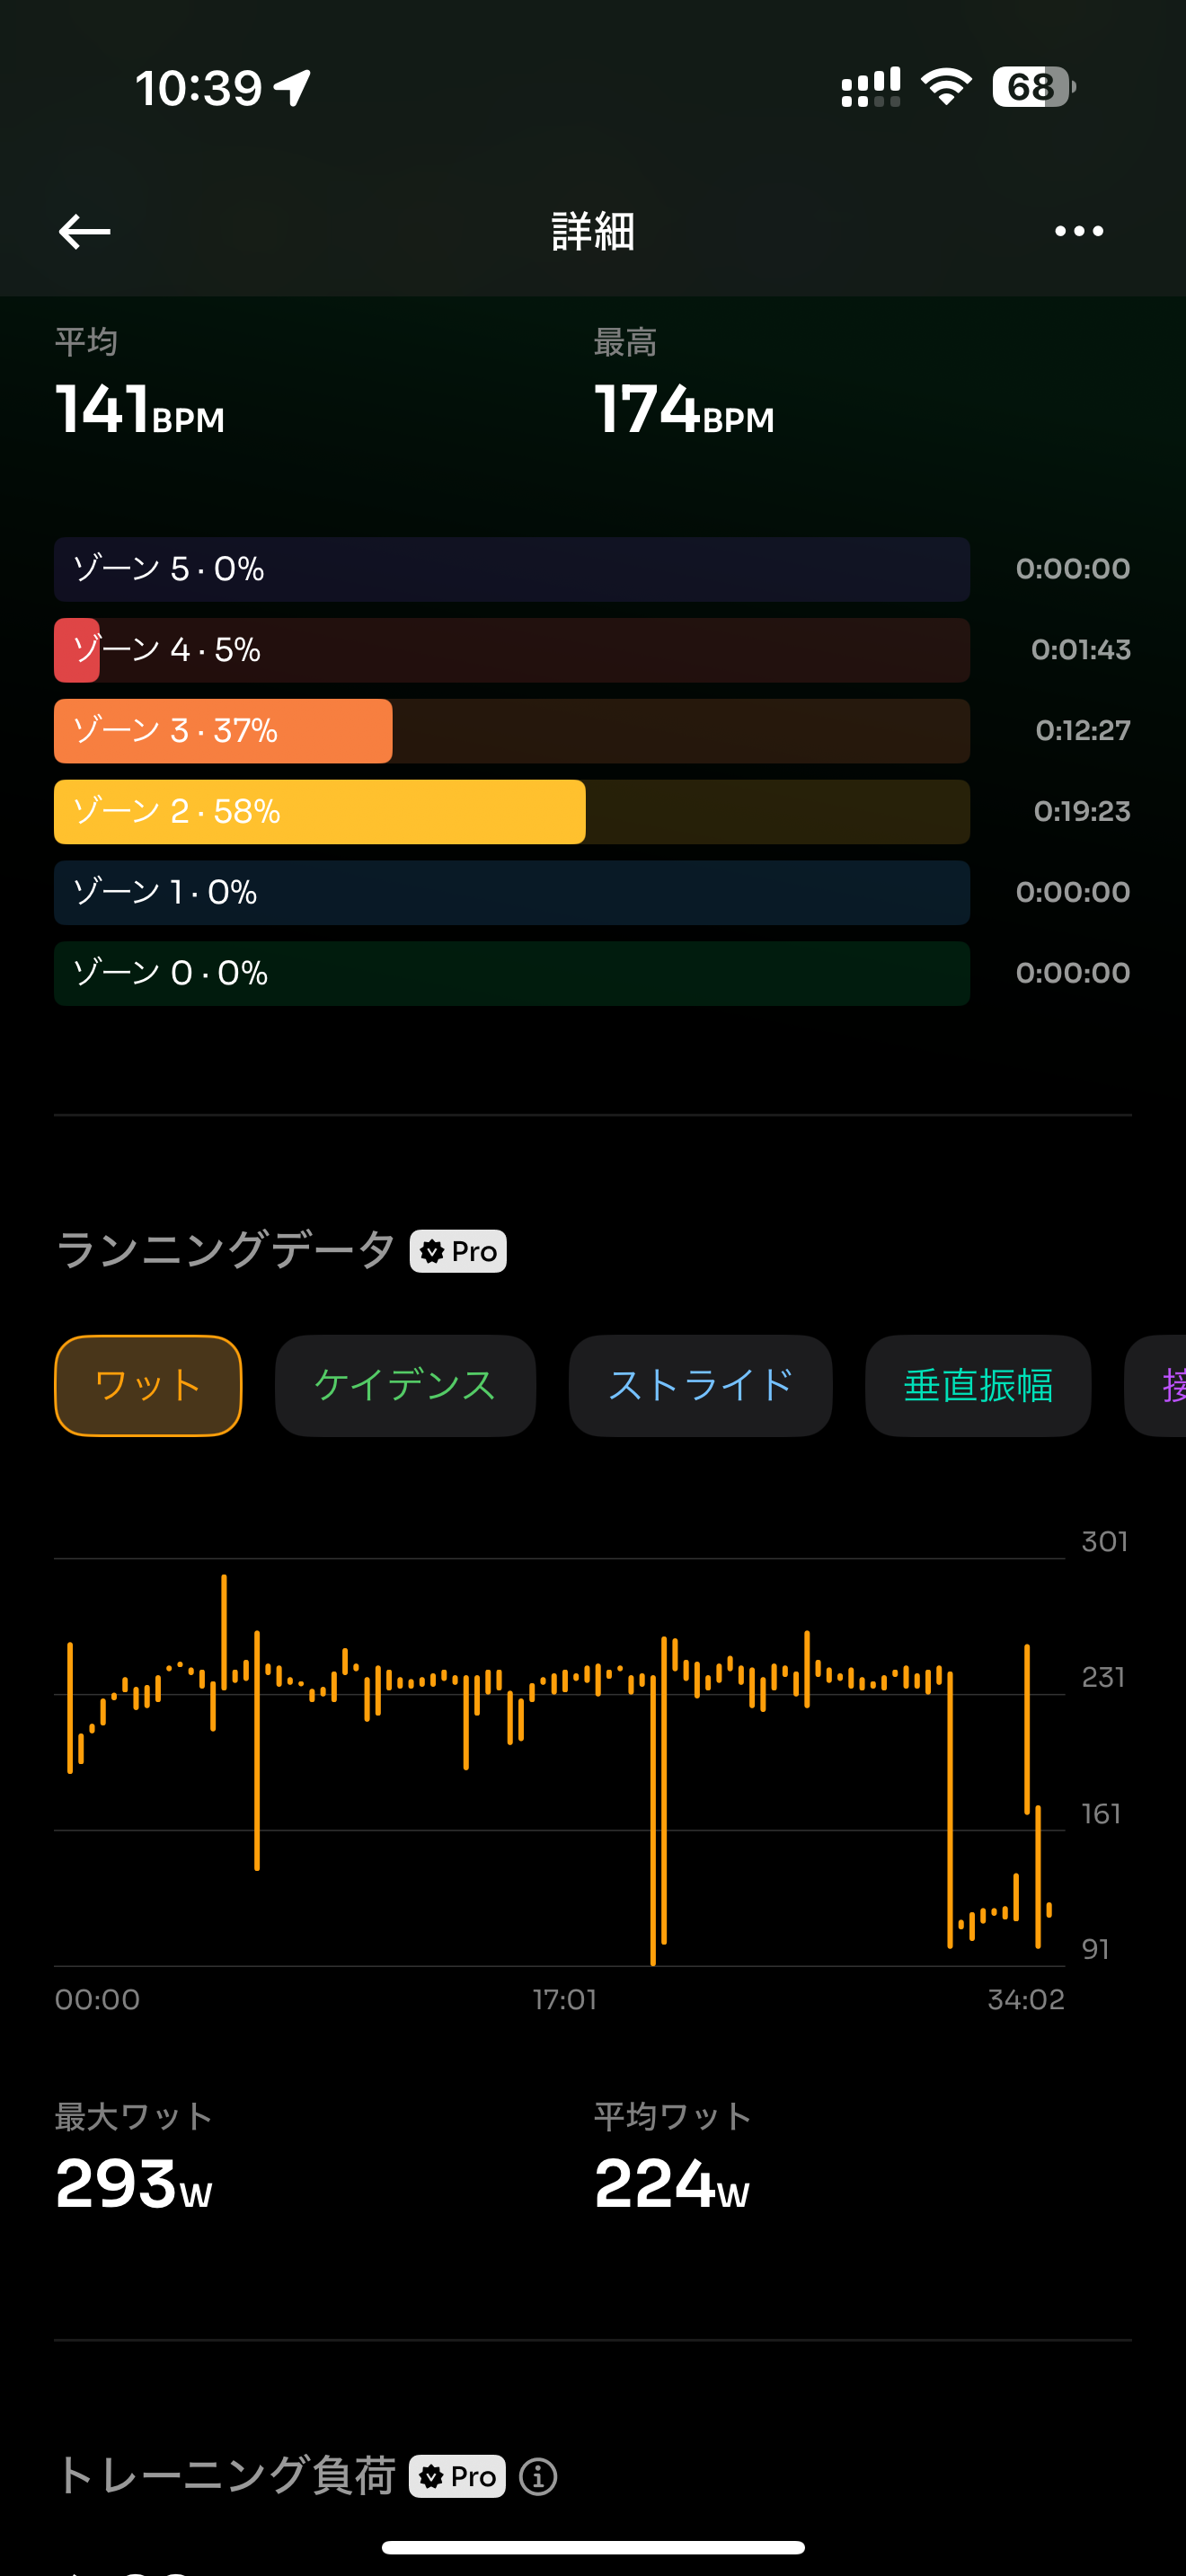 10:39
68
詳細
平均 最高
141BPM 174BPM
ゾーン 5 · 0% 0:00:00
ゾーン 4 · 5% 0:01:43
ゾーン 3 · 37% 0:12:27
ゾーン 2 · 58% 0:19:23
ゾーン 1 · 0% 0:00:00
ゾーン 0 · 0% 0:00:00
ランニングデータ Pro
ワット ケイデンス ストライド 垂直振幅 接
301
231
161
91
00:00 17:01 34:02
最大ワット 平均ワット
293W 224W
トレーニング負荷 Pro